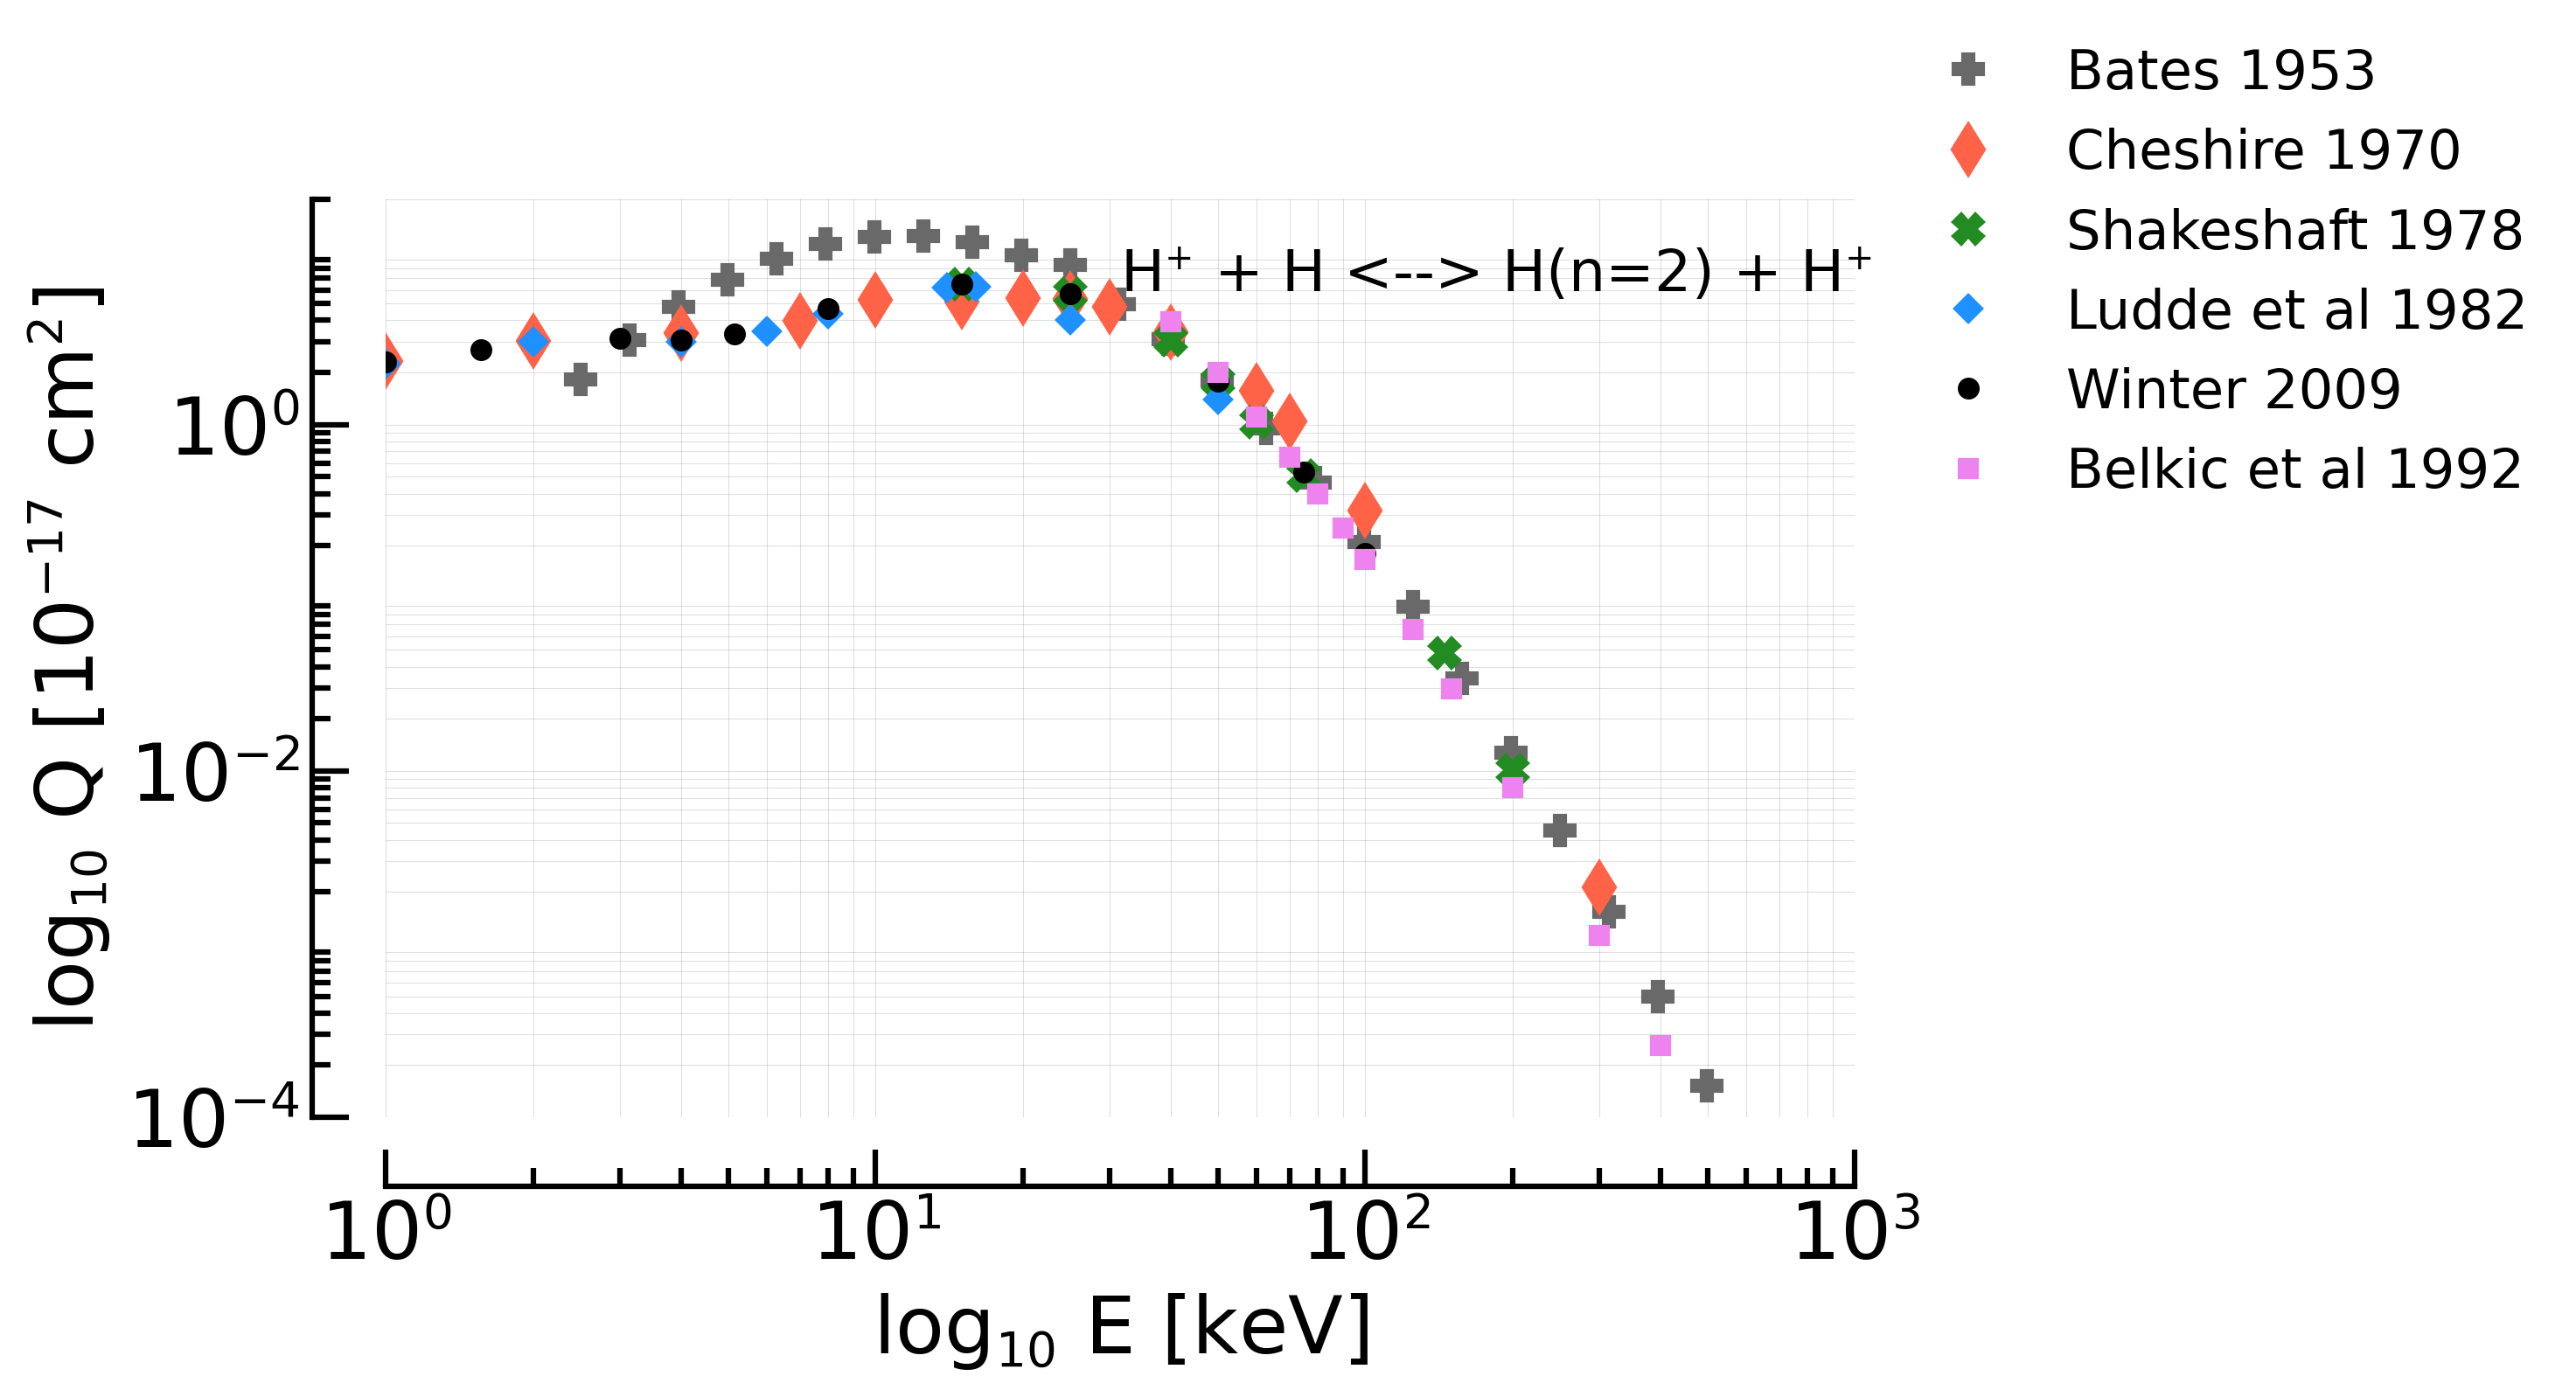 Bates 1953
Cheshire 1970
Shakeshaft 1978
Ludde et al 1982
Winter 2009
Belkic et al 1992
H⁺ + H <--> H(n=2) + H⁺
log₁₀ Q [10⁻¹⁷ cm²]
10⁰
10⁻²
10⁻⁴
10⁰ 10¹ 10² 10³
log₁₀ E [keV]